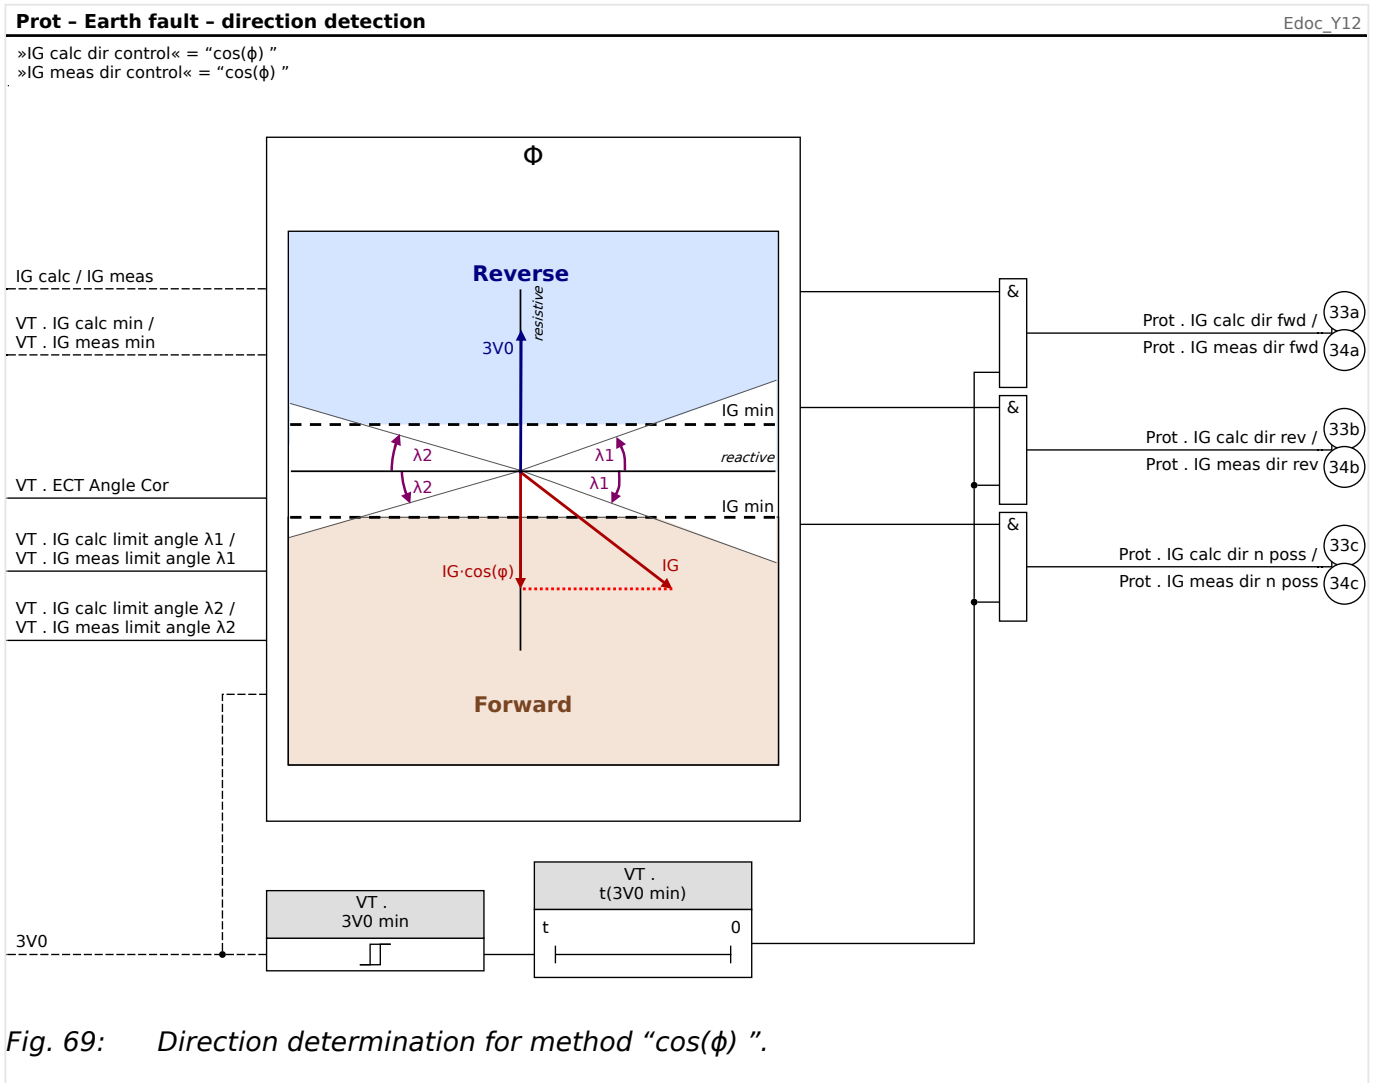 Prot – Earth fault – direction detection
Edoc_Y12
»IG calc dir control« = “cos(ϕ) ”
»IG meas dir control« = “cos(ϕ) ”
Φ
IG calc / IG meas
VT . IG calc min /
VT . IG meas min
VT . ECT Angle Cor
VT . IG calc limit angle λ1 /
VT . IG meas limit angle λ1
VT . IG calc limit angle λ2 /
VT . IG meas limit angle λ2
3V0
Reverse
resistive
3V0
IG min
λ2
λ1
reactive
λ2
λ1
IG min
IG·cos(φ)
IG
Forward
&
Prot . IG calc dir fwd /
33a
Prot . IG meas dir fwd
34a
&
Prot . IG calc dir rev /
33b
Prot . IG meas dir rev
34b
&
Prot . IG calc dir n poss /
33c
Prot . IG meas dir n poss
34c
VT .
3V0 min
VT .
t(3V0 min)
t
0
Fig. 69: Direction determination for method “cos(ϕ) ”.